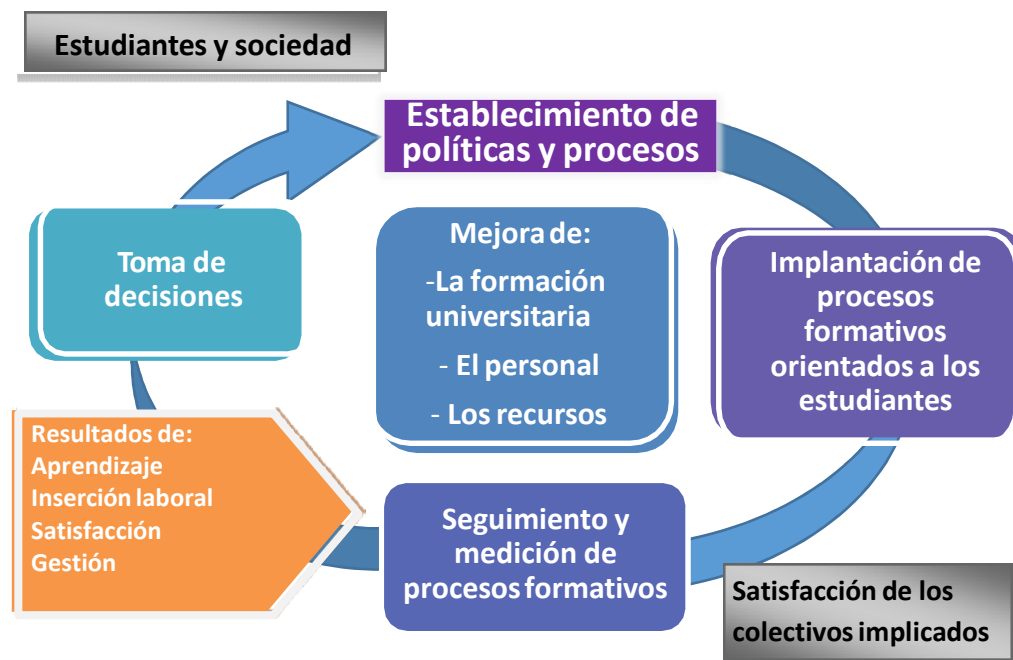 Estudiantes y sociedad
Establecimiento de
políticas y procesos
Toma de
decisiones
Mejora de:
-La formación
universitaria
- El personal
- Los recursos
Implantación de
procesos
formativos
orientados a los
estudiantes
Resultados de:
Aprendizaje
Inserción laboral
Satisfacción
Gestión
Seguimiento y
medición de
procesos formativos
Satisfacción de los
colectivos implicados